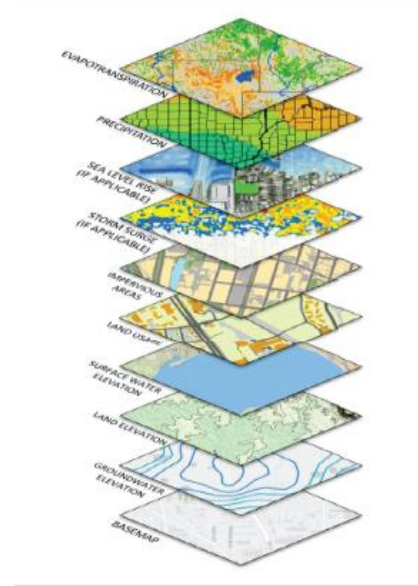 EVAPOTRANSPIRATION
PRECIPITATION
SEA LEVEL RISE
(IF APPLICABLE)
STORM SURGE
(IF APPLICABLE)
IMPERVIOUS
AREAS
LAND USAGE
SURFACE WATER
ELEVATION
LAND ELEVATION
GROUNDWATER
ELEVATION
BASEMAP